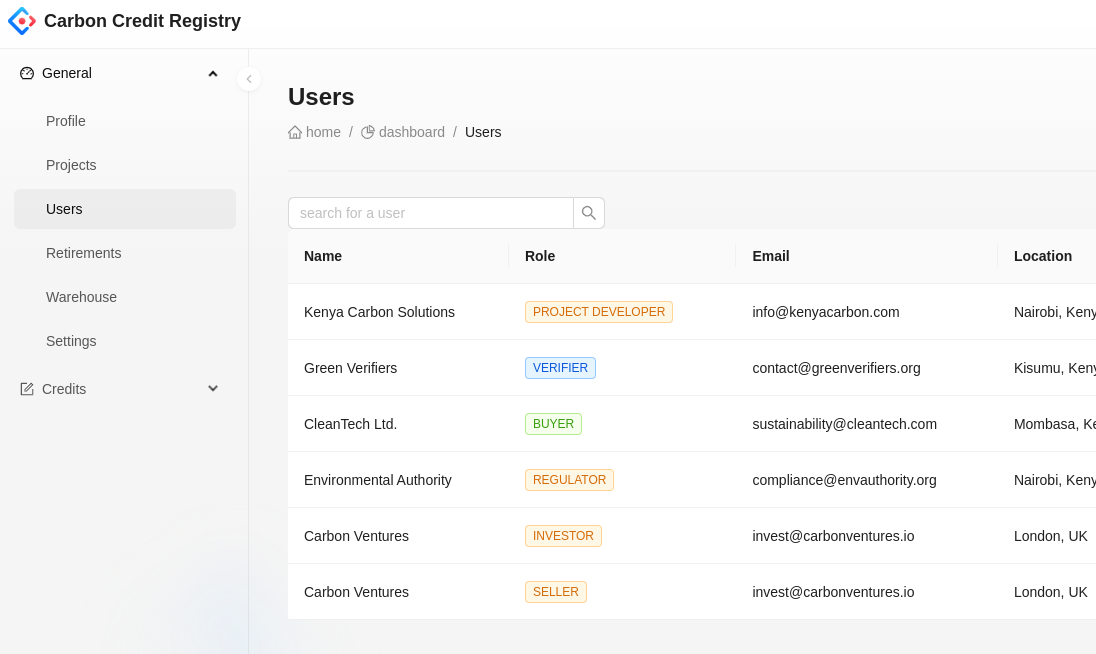 Carbon Credit Registry
General
Profile
Projects
Users
Retirements
Warehouse
Settings
Credits
Users
home / dashboard / Users
search for a user
Name Role Email Location
Kenya Carbon Solutions PROJECT DEVELOPER info@kenyacarbon.com Nairobi, Keny
Green Verifiers VERIFIER contact@greenverifiers.org Kisumu, Keny
CleanTech Ltd. BUYER sustainability@cleantech.com Mombasa, Ke
Environmental Authority REGULATOR compliance@envauthority.org Nairobi, Keny
Carbon Ventures INVESTOR invest@carbonventures.io London, UK
Carbon Ventures SELLER invest@carbonventures.io London, UK